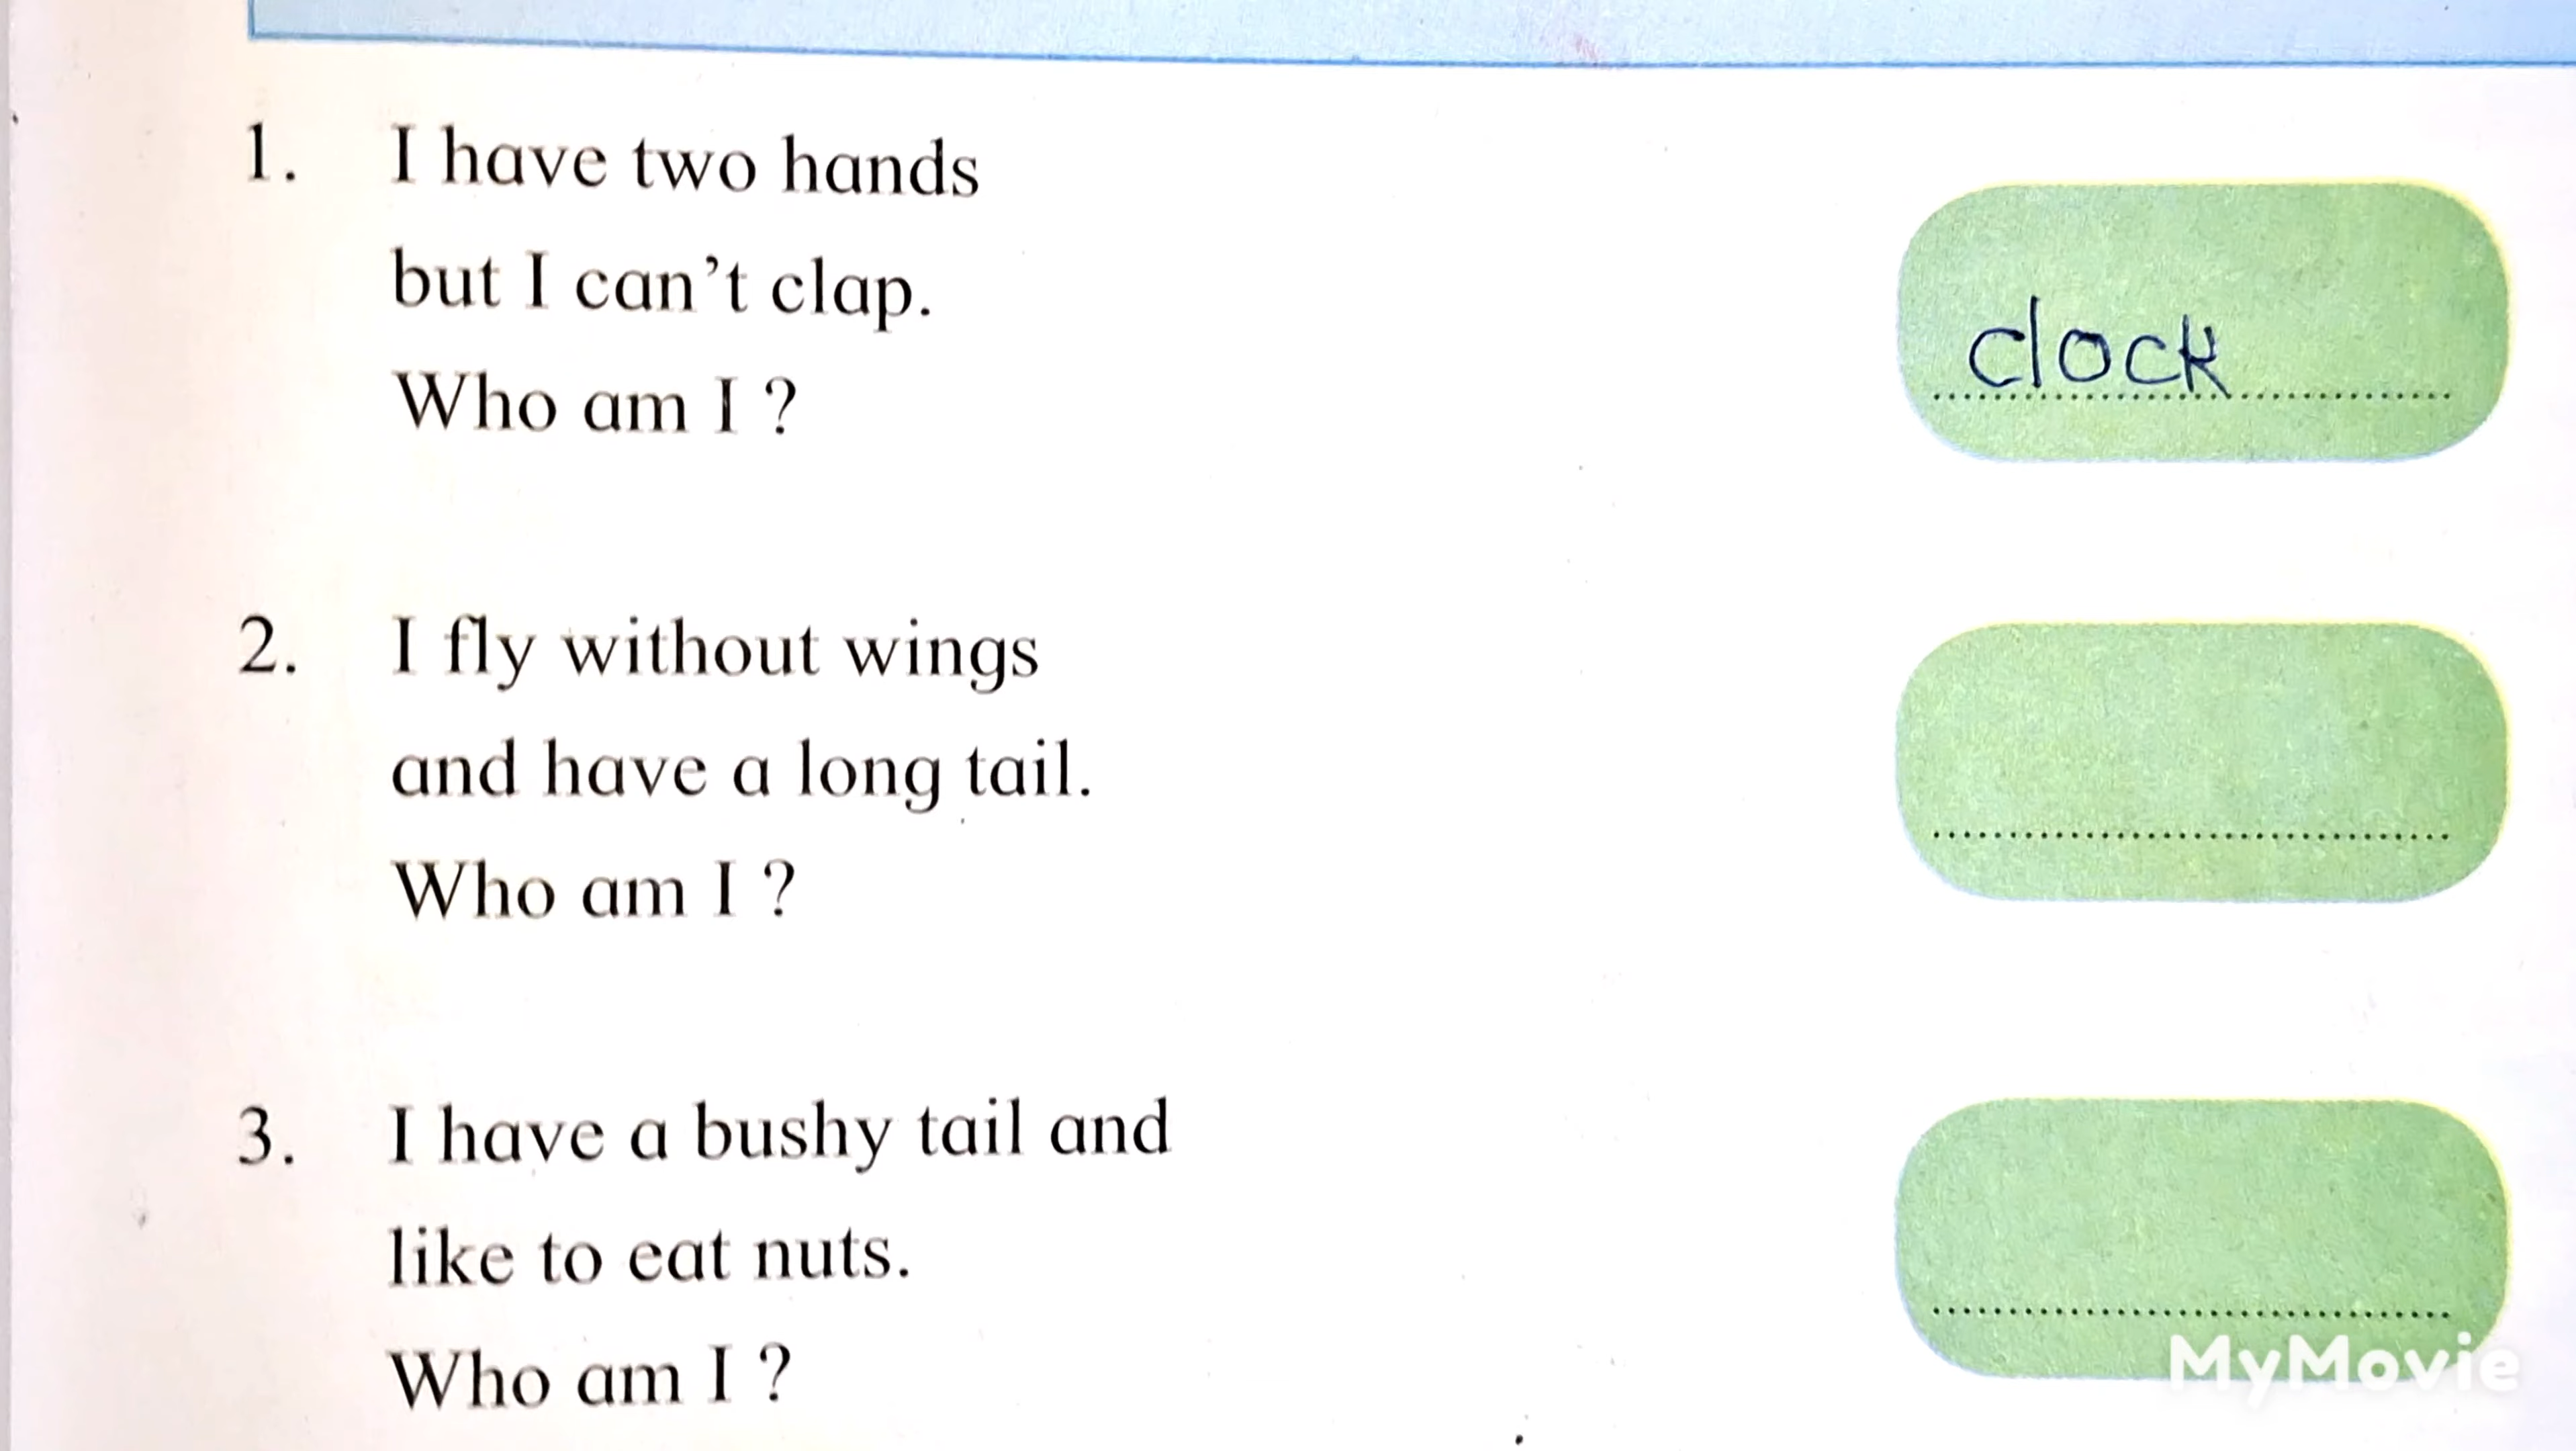 1. I have two hands
but I can't clap.
Who am I ?
clock
2. I fly without wings
and have a long tail.
Who am I ?
3. I have a bushy tail and
like to eat nuts.
Who am I ?
MyMovie